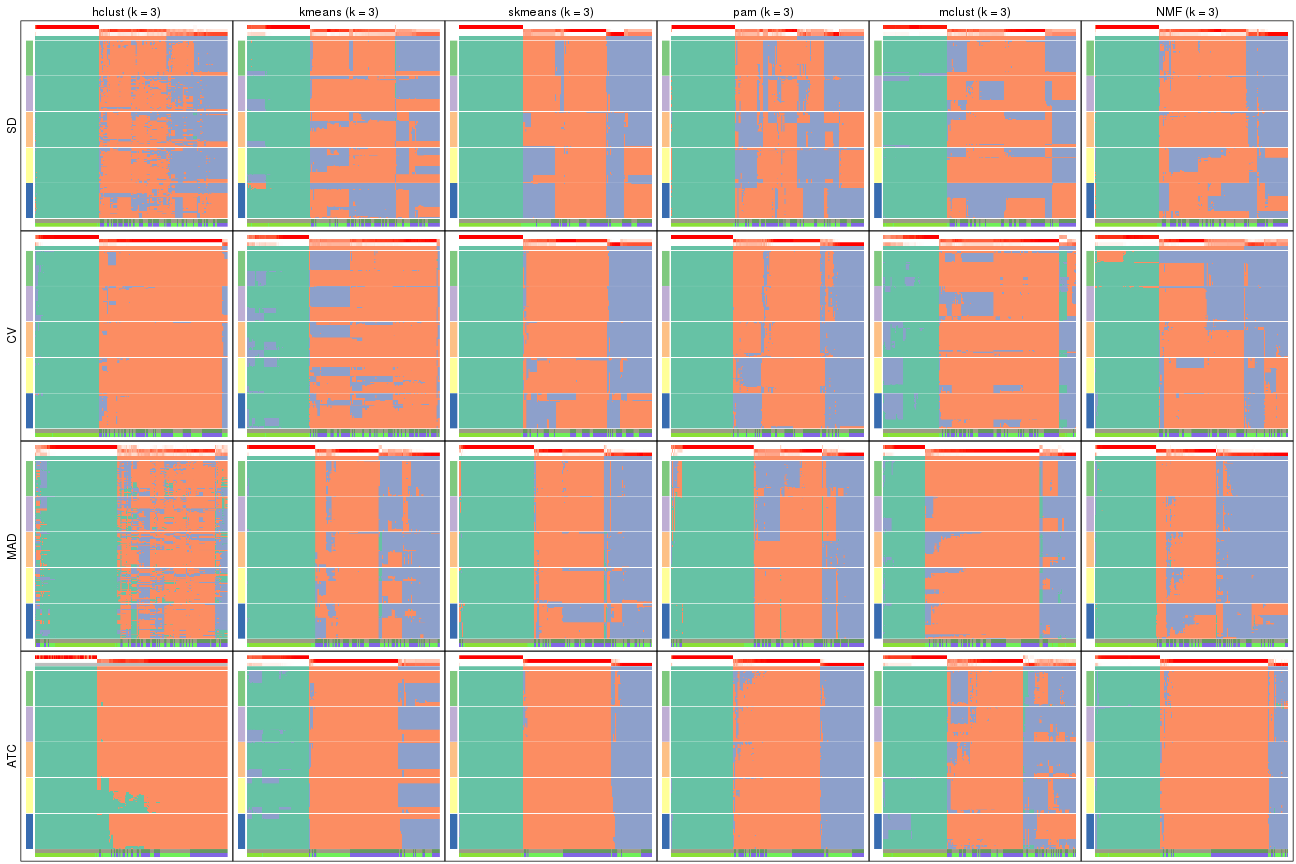 hclust (k = 3) kmeans (k = 3) skmeans (k = 3) pam (k = 3) mclust (k = 3) NMF (k = 3)
SD
CV
MAD
ATC